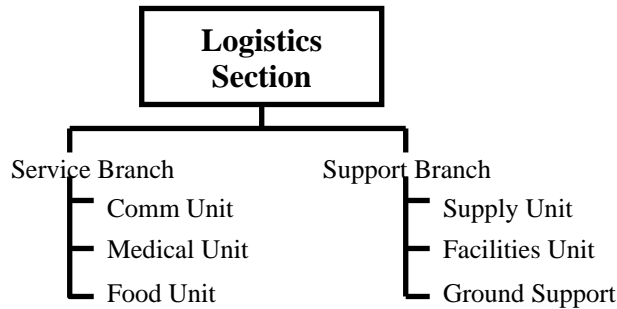 Logistics
Section
Service Branch
Comm Unit
Medical Unit
Food Unit
Support Branch
Supply Unit
Facilities Unit
Ground Support